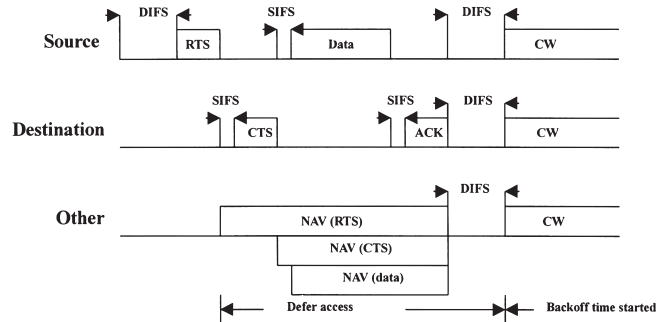 DIFS
SIFS
DIFS
Source
RTS
Data
CW
SIFS
SIFS
DIFS
Destination
CTS
ACK
CW
DIFS
Other
NAV (RTS)
CW
NAV (CTS)
NAV (data)
Defer access
Backoff time started